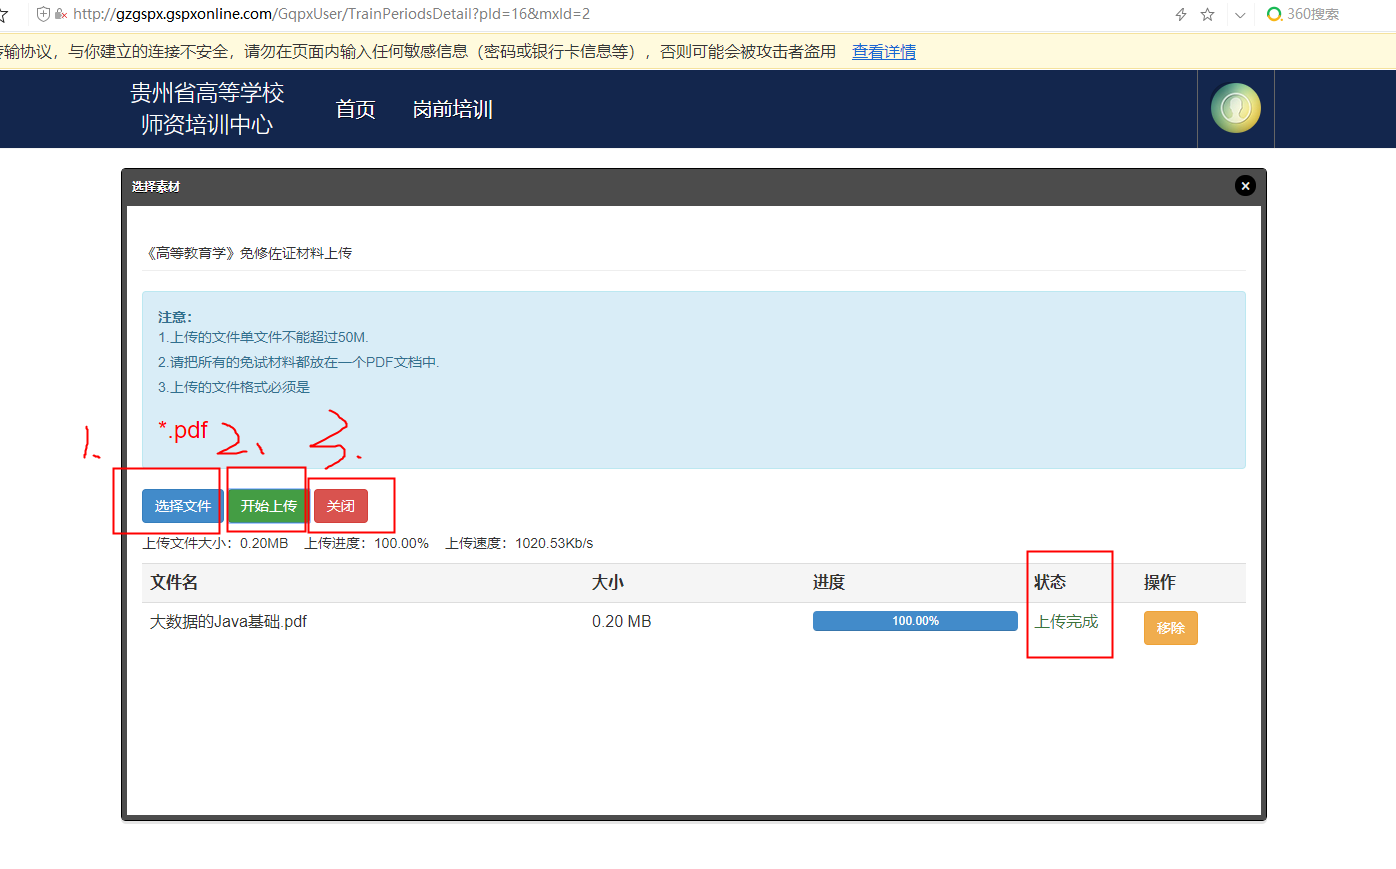 http://gzgspx.gspxonline.com/GqpxUser/TrainPeriodsDetail?pId=16&mxId=2
360搜索
传输协议，与你建立的连接不安全，请勿在页面内输入任何敏感信息（密码或银行卡信息等），否则可能会被攻击者盗用 查看详情
贵州省高等学校
师资培训中心
首页 岗前培训
选择素材
《高等教育学》免修佐证材料上传
注意：
1.上传的文件单文件不能超过50M.
2.请把所有的免试材料都放在一个PDF文档中.
3.上传的文件格式必须是
*.pdf
1. 2、 3.
选择文件 开始上传 关闭
上传文件大小：0.20MB 上传进度：100.00% 上传速度：1020.53Kb/s
文件名 大小 进度 状态 操作
大数据的Java基础.pdf 0.20 MB 100.00% 上传完成 移除